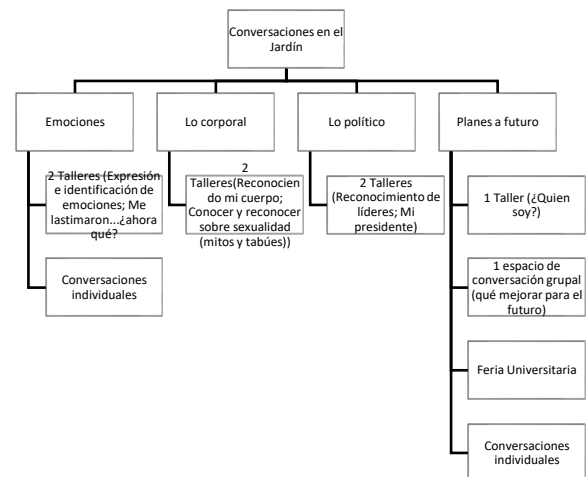 Conversaciones en el
Jardín
Emociones
Lo corporal
Lo político
Planes a futuro
2 Talleres (Expresión
e identificación de
emociones; Me
lastimaron...¿ahora
qué?
Conversaciones
individuales
2
Talleres(Reconocien
do mi cuerpo;
Conocer y reconocer
sobre sexualidad
(mitos y tabúes))
2 Talleres
(Reconocimiento de
líderes; Mi
presidente)
1 Taller (¿Quien
soy?)
1 espacio de
conversación grupal
(qué mejorar para el
futuro)
Feria Universitaria
Conversaciones
individuales